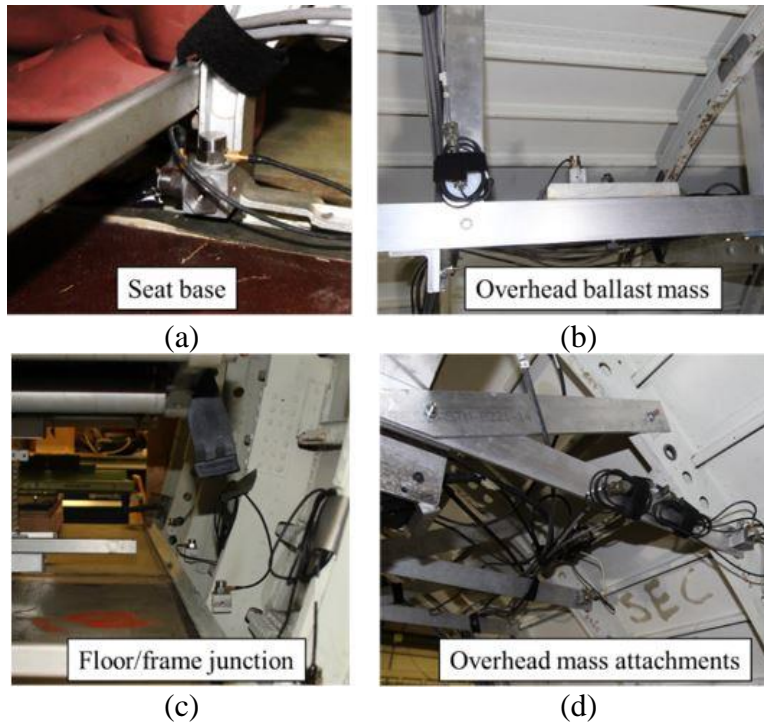 Seat base
Overhead ballast mass
(a)
(b)
SEC
Floor/frame junction
Overhead mass attachments
(c)
(d)